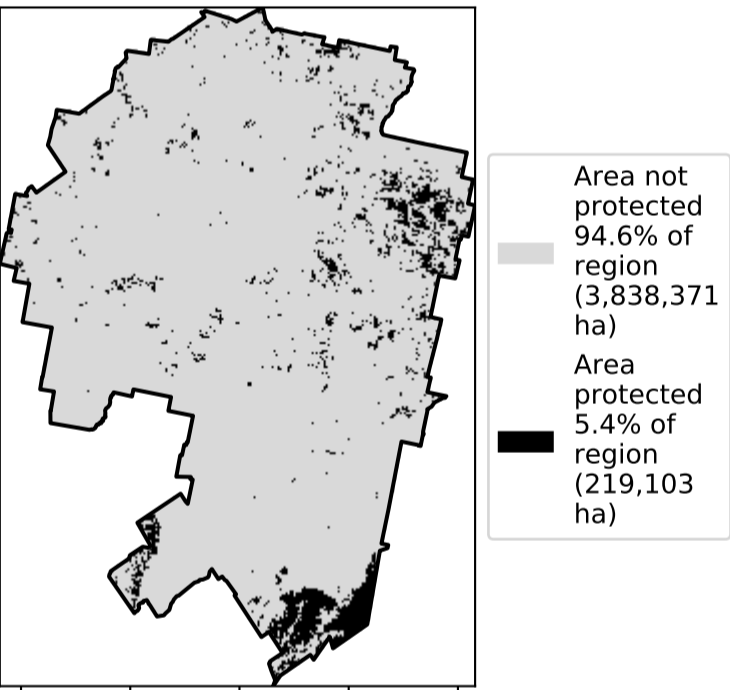 Area not
protected
94.6% of
region
(3,838,371
ha)
Area
protected
5.4% of
region
(219,103
ha)